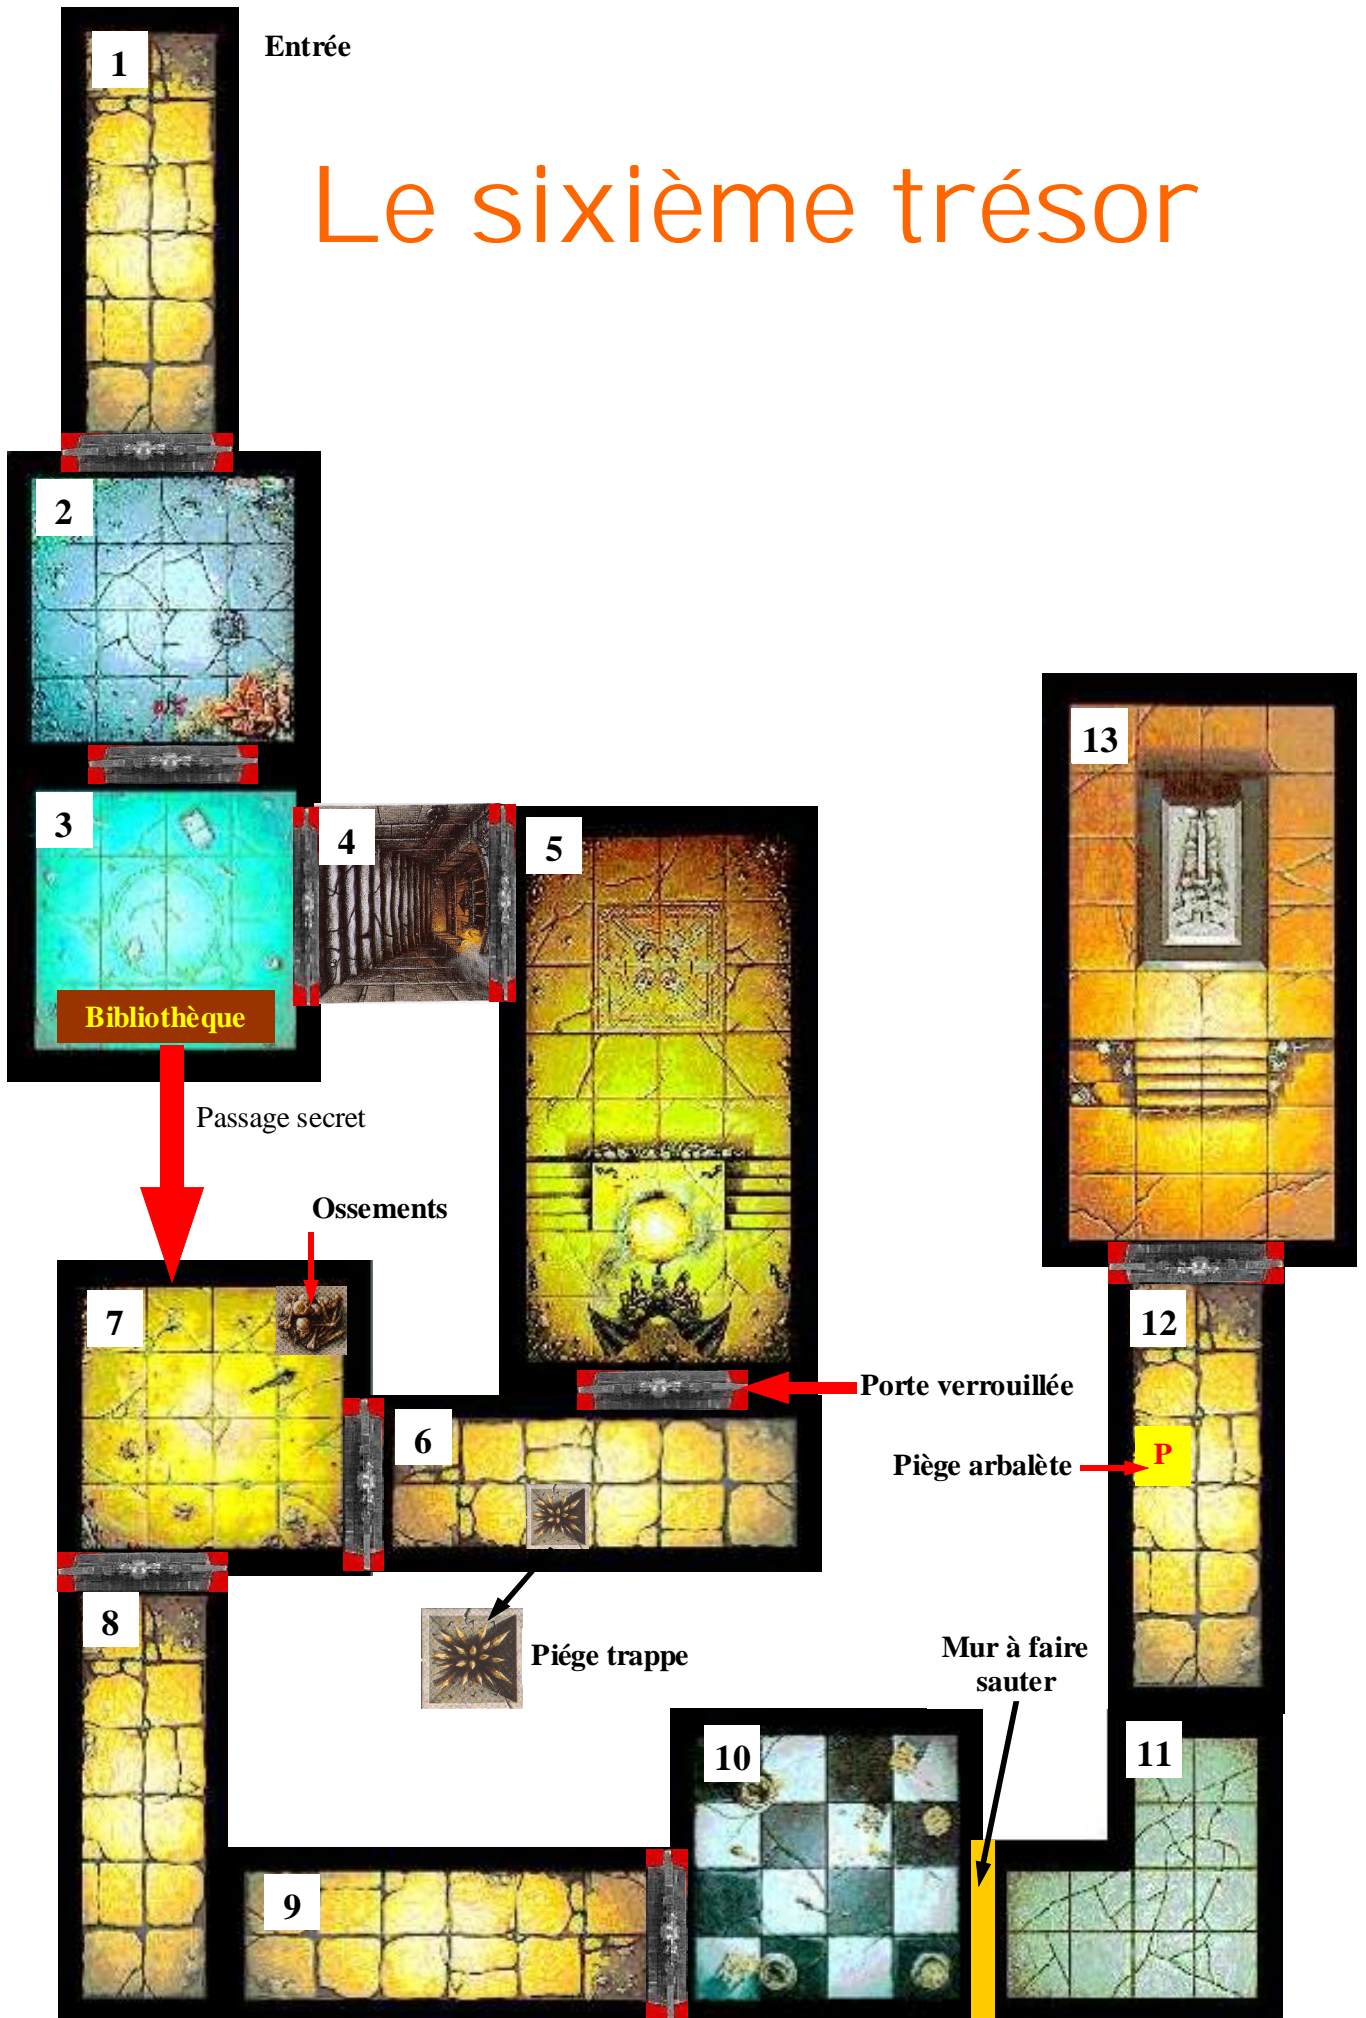 1
Entrée
Le sixième trésor
2
13
3
4
5
Bibliothèque
Passage secret
Ossements
7
12
Porte verrouillée
6
P
Piège arbalète
8
Piége trappe
Mur à faire
sauter
10
11
9